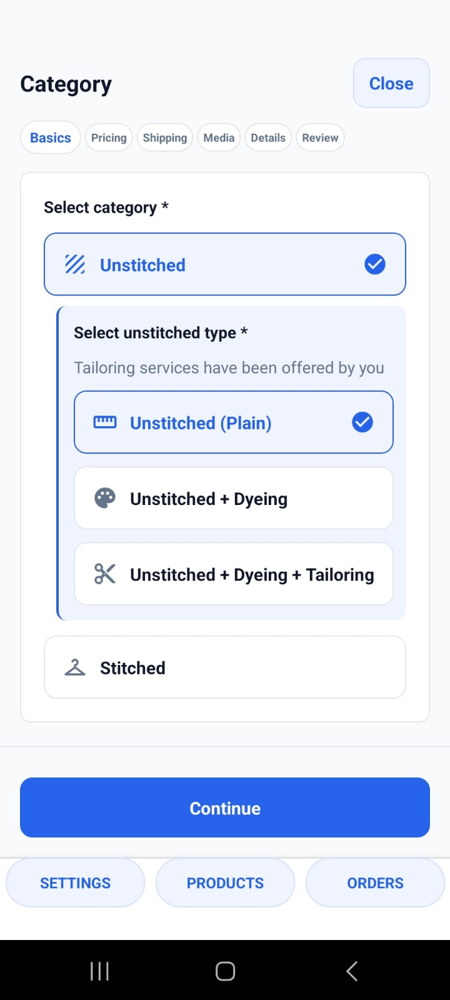 Category
Close
Basics
Pricing
Shipping
Media
Details
Review
Select category *
Unstitched
Select unstitched type *
Tailoring services have been offered by you
Unstitched (Plain)
Unstitched + Dyeing
Unstitched + Dyeing + Tailoring
Stitched
Continue
SETTINGS
PRODUCTS
ORDERS